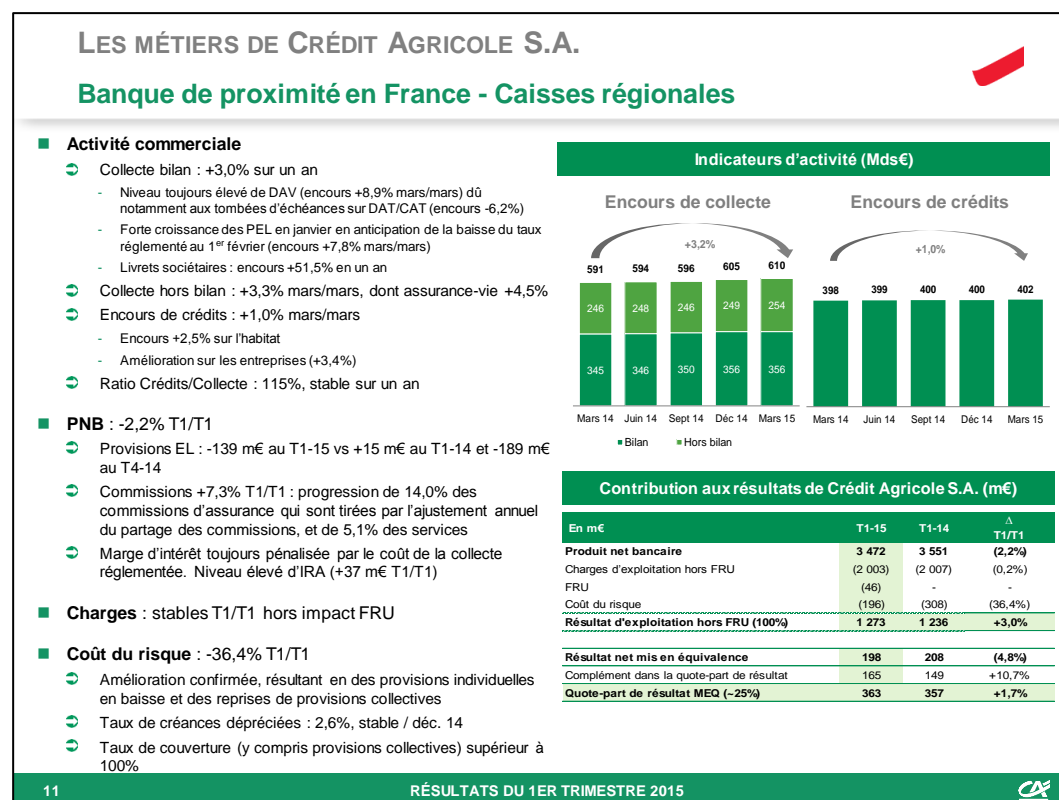 LES MÉTIERS DE CRÉDIT AGRICOLE S.A.
Banque de proximité en France - Caisses régionales
Activité commerciale
Collecte bilan : +3,0% sur un an
- Niveau toujours élevé de DAV (encours +8,9% mars/mars) dû
notamment aux tombées d'échéances sur DAT/CAT (encours -6,2%)
- Forte croissance des PEL en janvier en anticipation de la baisse du taux
réglementé au 1er février (encours +7,8% mars/mars)
- Livrets sociétaires : encours +51,5% en un an
Collecte hors bilan : +3,3% mars/mars, dont assurance-vie +4,5%
Encours de crédits : +1,0% mars/mars
- Encours +2,5% sur l'habitat
- Amélioration sur les entreprises (+3,4%)
Ratio Crédits/Collecte : 115%, stable sur un an
PNB : -2,2% T1/T1
Provisions EL : -139 m€ au T1-15 vs +15 m€ au T1-14 et -189 m€
au T4-14
Commissions +7,3% T1/T1 : progression de 14,0% des
commissions d'assurance qui sont tirées par l'ajustement annuel
du partage des commissions, et de 5,1% des services
Marge d'intérêt toujours pénalisée par le coût de la collecte
réglementée. Niveau élevé d'IRA (+37 m€ T1/T1)
Charges : stables T1/T1 hors impact FRU
Coût du risque : -36,4% T1/T1
Amélioration confirmée, résultant en des provisions individuelles
en baisse et des reprises de provisions collectives
Taux de créances dépréciées : 2,6%, stable / déc. 14
Taux de couverture (y compris provisions collectives) supérieur à
100%
Indicateurs d'activité (Mds€)
Encours de collecte
+3,2%
591 594 596 605 610
246 248 246 249 254
345 346 350 356 356
Mars 14 Juin 14 Sept 14 Déc 14 Mars 15
Bilan Hors bilan
Encours de crédits
+1,0%
398 399 400 400 402
Mars 14 Juin 14 Sept 14 Déc 14 Mars 15
Contribution aux résultats de Crédit Agricole S.A. (m€)
En m€ T1-15 T1-14 Δ T1/T1
Produit net bancaire 3 472 3 551 (2,2%)
Charges d'exploitation hors FRU (2 003) (2 007) (0,2%)
FRU (46) - -
Coût du risque (196) (308) (36,4%)
Résultat d'exploitation hors FRU (100%) 1 273 1 236 +3,0%
Résultat net mis en équivalence 198 208 (4,8%)
Complément dans la quote-part de résultat 165 149 +10,7%
Quote-part de résultat MEQ (~25%) 363 357 +1,7%
11 RÉSULTATS DU 1ER TRIMESTRE 2015 CA